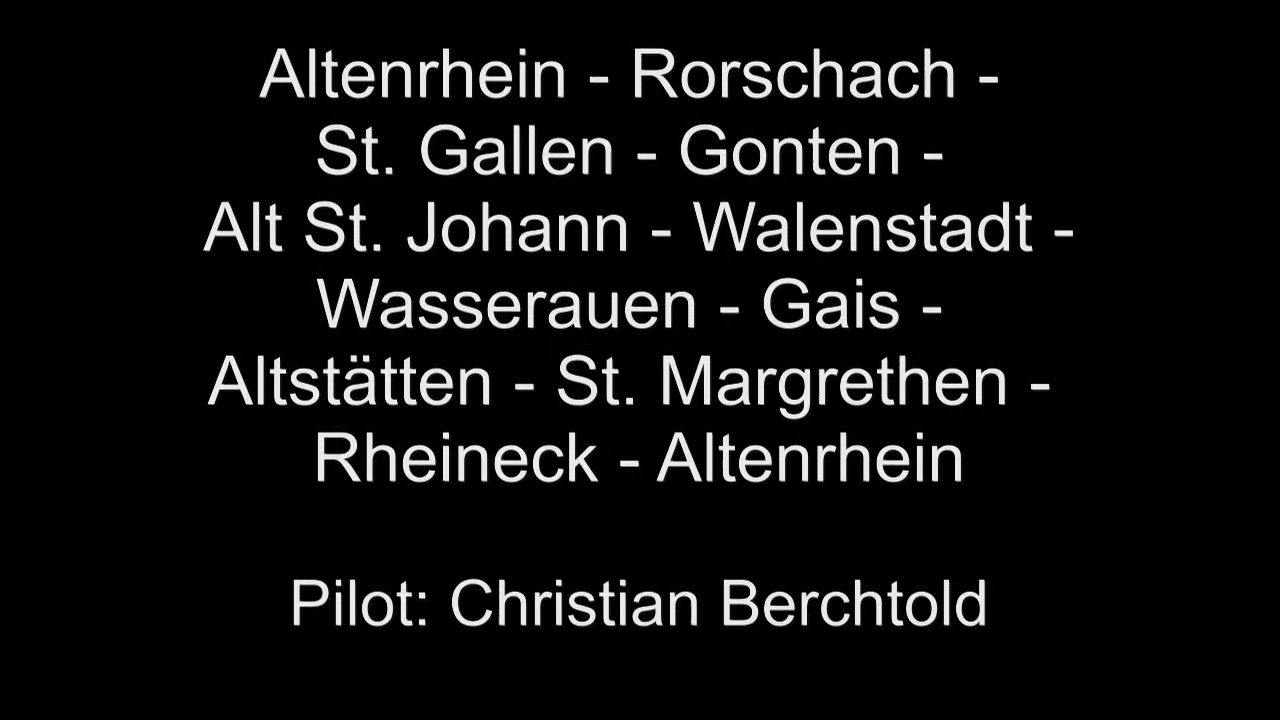 Altenrhein - Rorschach -
St. Gallen - Gonten -
Alt St. Johann - Walenstadt -
Wasserauen - Gais -
Altstätten - St. Margrethen -
Rheineck - Altenrhein
Pilot: Christian Berchtold